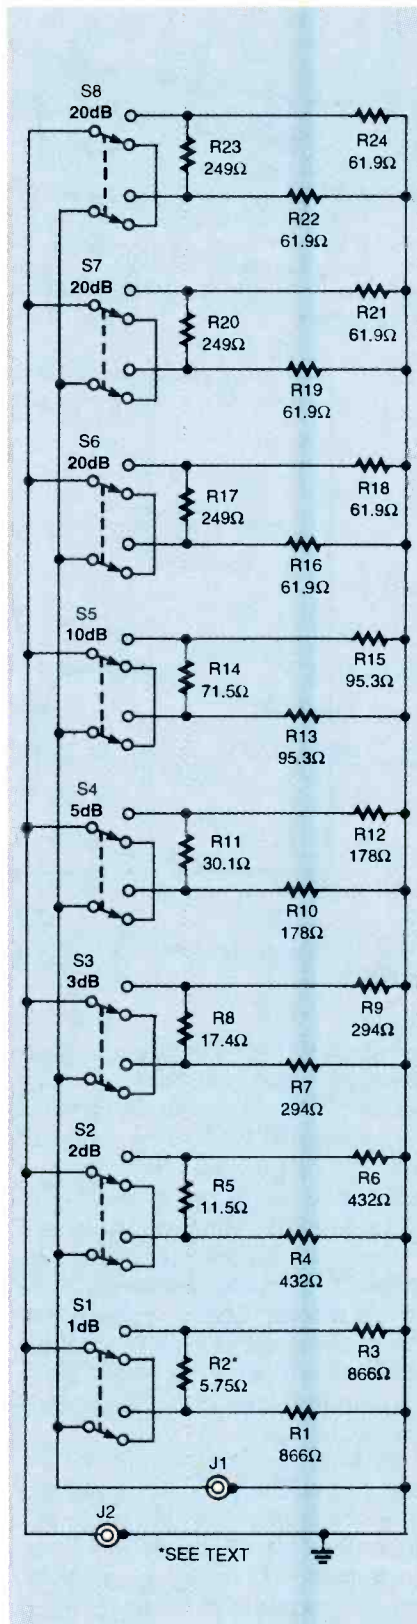 S8
20dB
R23
249Ω
R24
61.9Ω
R22
61.9Ω
S7
20dB
R20
249Ω
R21
61.9Ω
R19
61.9Ω
S6
20dB
R17
249Ω
R18
61.9Ω
R16
61.9Ω
S5
10dB
R14
71.5Ω
R15
95.3Ω
R13
95.3Ω
S4
5dB
R11
30.1Ω
R12
178Ω
R10
178Ω
S3
3dB
R8
17.4Ω
R9
294Ω
R7
294Ω
S2
2dB
R5
11.5Ω
R6
432Ω
R4
432Ω
S1
1dB
R2*
5.75Ω
R3
866Ω
R1
866Ω
J1
J2
*SEE TEXT